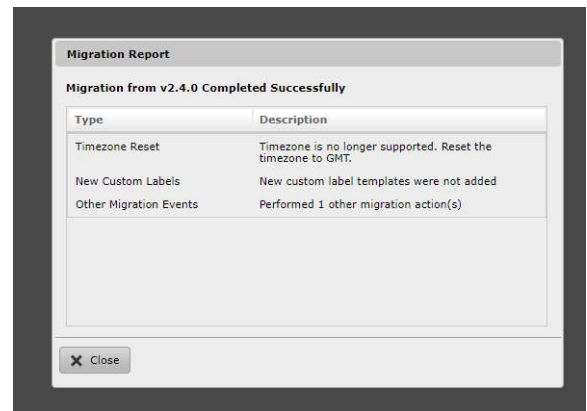 Migration Report
Migration from v2.4.0 Completed Successfully
Type Description
Timezone Reset Timezone is no longer supported. Reset the
timezone to GMT.
New Custom Labels New custom label templates were not added
Other Migration Events Performed 1 other migration action(s)
Close